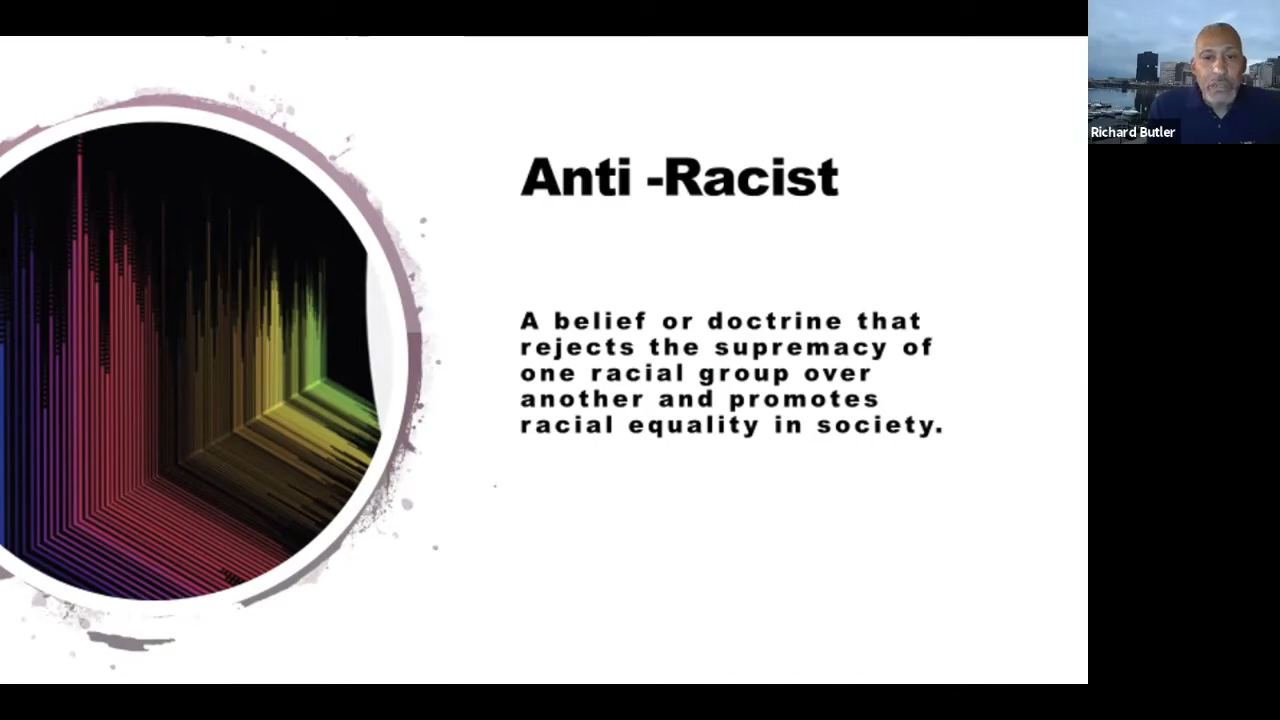 Anti -Racist
A belief or doctrine that
rejects the supremacy of
one racial group over
another and promotes
racial equality in society.
Richard Butler